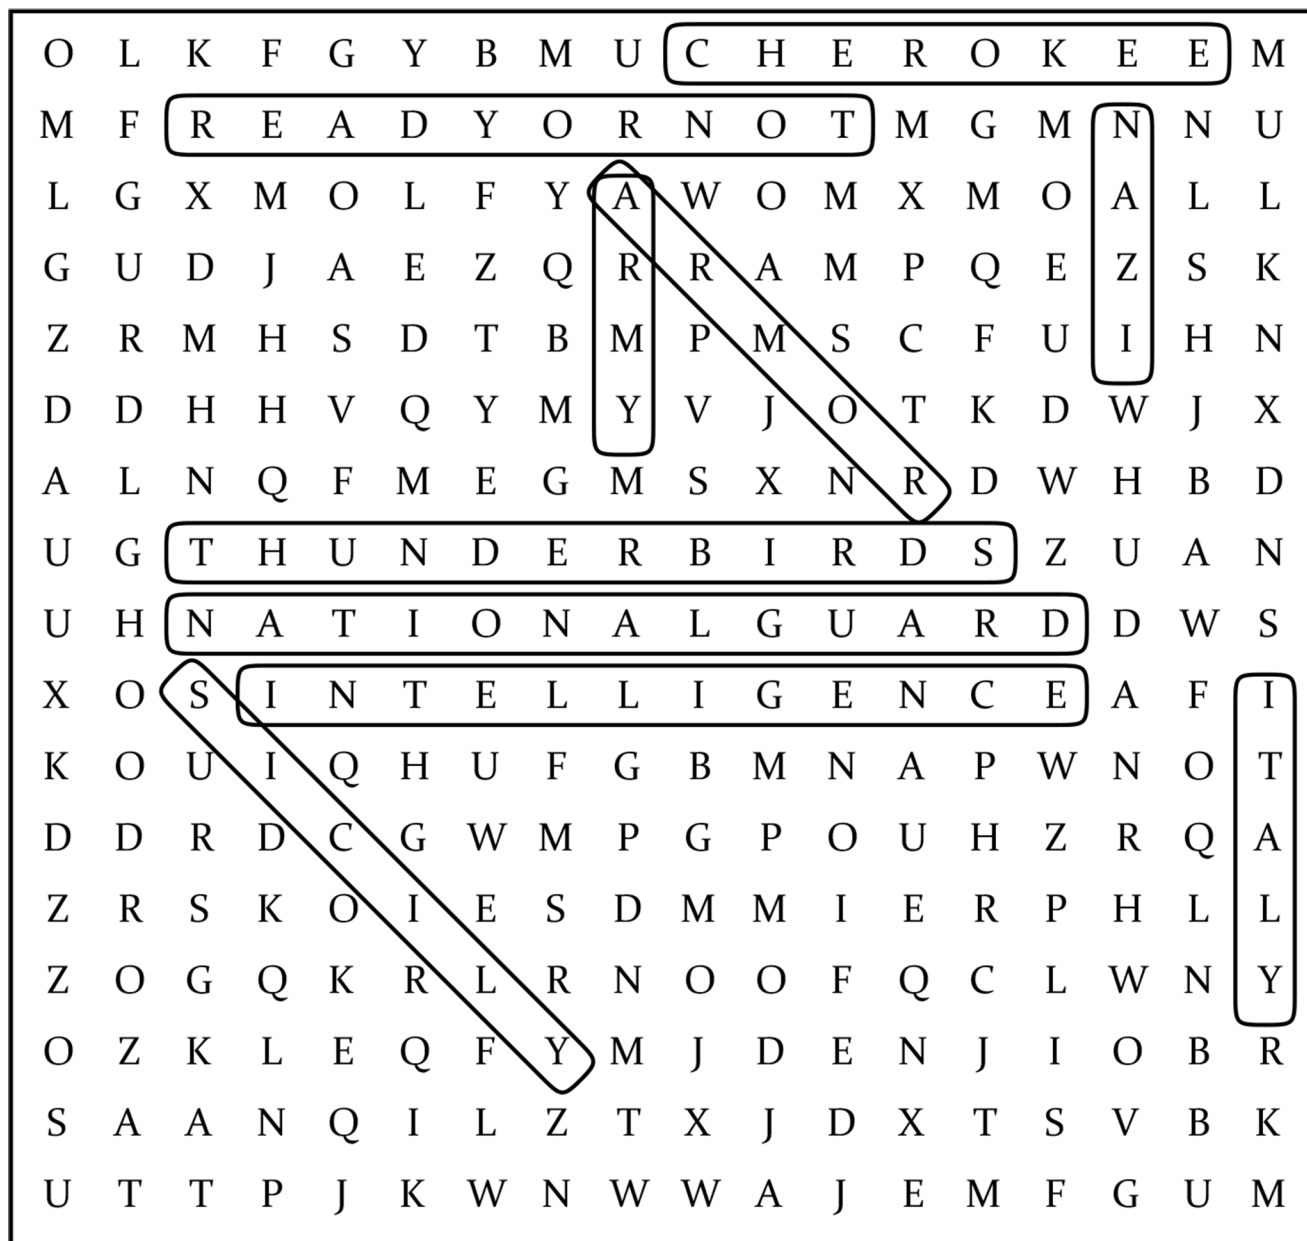 O L K F G Y B M U C H E R O K E E M
M F R E A D Y O R N O T M G M N N U
L G X M O L F Y A W O M X M O A L L
G U D J A E Z Q R R A M P Q E Z S K
Z R M H S D T B M P M S C F U I H N
D D H H V Q Y M Y V J O T K D W J X
A L N Q F M E G M S X N R D W H B D
U G T H U N D E R B I R D S Z U A N
U H N A T I O N A L G U A R D D W S
X O S I N T E L L I G E N C E A F I
K O U I Q H U F G B M N A P W N O T
D D R D C G W M P G P O U H Z R Q A
Z R S K O I E S D M M I E R P H L L
Z O G Q K R L R N O O F Q C L W N Y
O Z K L E Q F Y M J D E N J I O B R
S A A N Q I L Z T X J D X T S V B K
U T T P J K W N W W A J E M F G U M